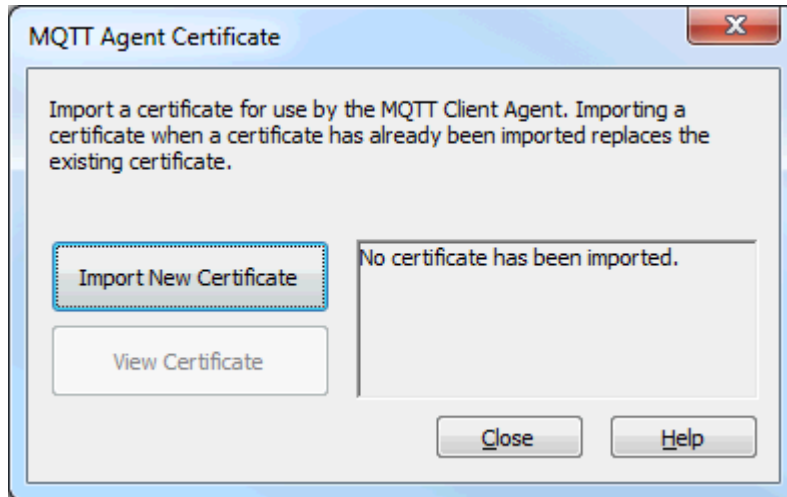 MQTT Agent Certificate
Import a certificate for use by the MQTT Client Agent. Importing a
certificate when a certificate has already been imported replaces the
existing certificate.
Import New Certificate
No certificate has been imported.
View Certificate
Close
Help